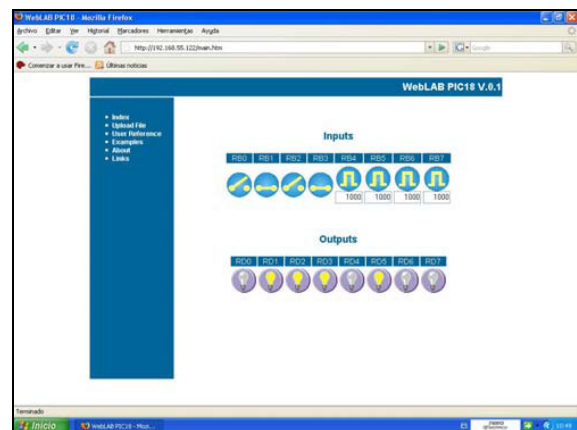 WebLAB PIC18 - Mozilla Firefox
Archivo Editar Ver Historial Marcadores Herramientas Ayuda
http://192.168.55.122/main.htm
Google
Comenzar a usar Fire... Últimas noticias
WebLAB PIC18 V.0.1
Index
Upload File
User Reference
Examples
About
Links
Inputs
RB0 RB1 RB2 RB3 RB4 RB5 RB6 RB7
1000 1000 1000 1000
Outputs
RD0 RD1 RD2 RD3 RD4 RD5 RD6 RD7
Terminado
Inicio WebLAB PIC18 - Moz... ES 10:49